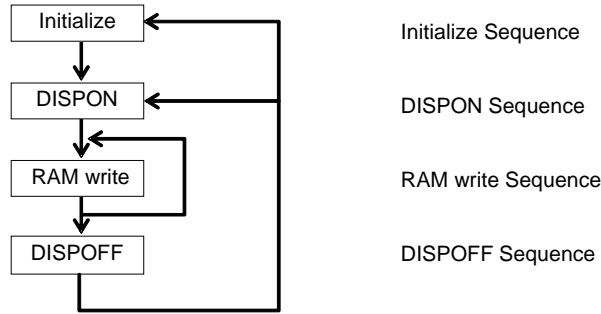 Initialize
Initialize Sequence
DISPON
DISPON Sequence
RAM write
RAM write Sequence
DISPOFF
DISPOFF Sequence